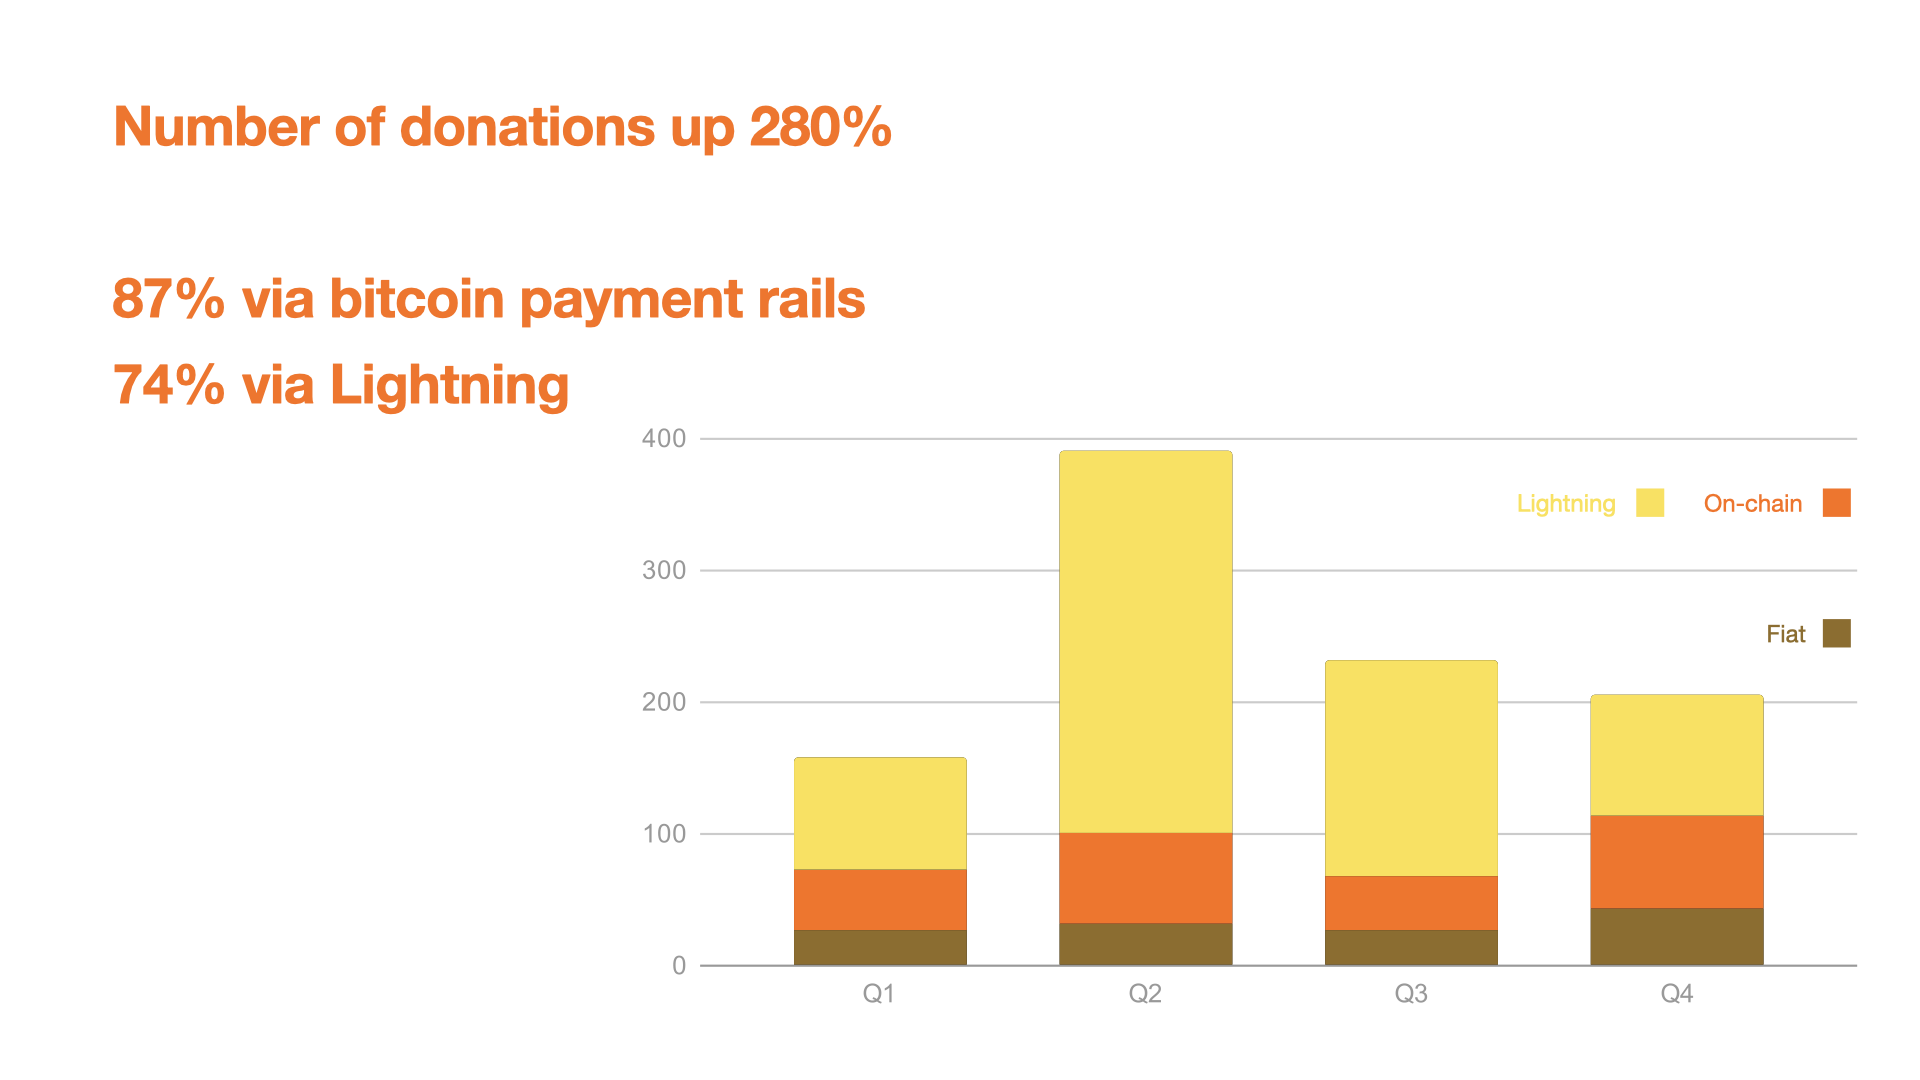 Number of donations up 280%
87% via bitcoin payment rails
74% via Lightning
400
300
200
100
0
Lightning
On-chain
Fiat
Q1
Q2
Q3
Q4